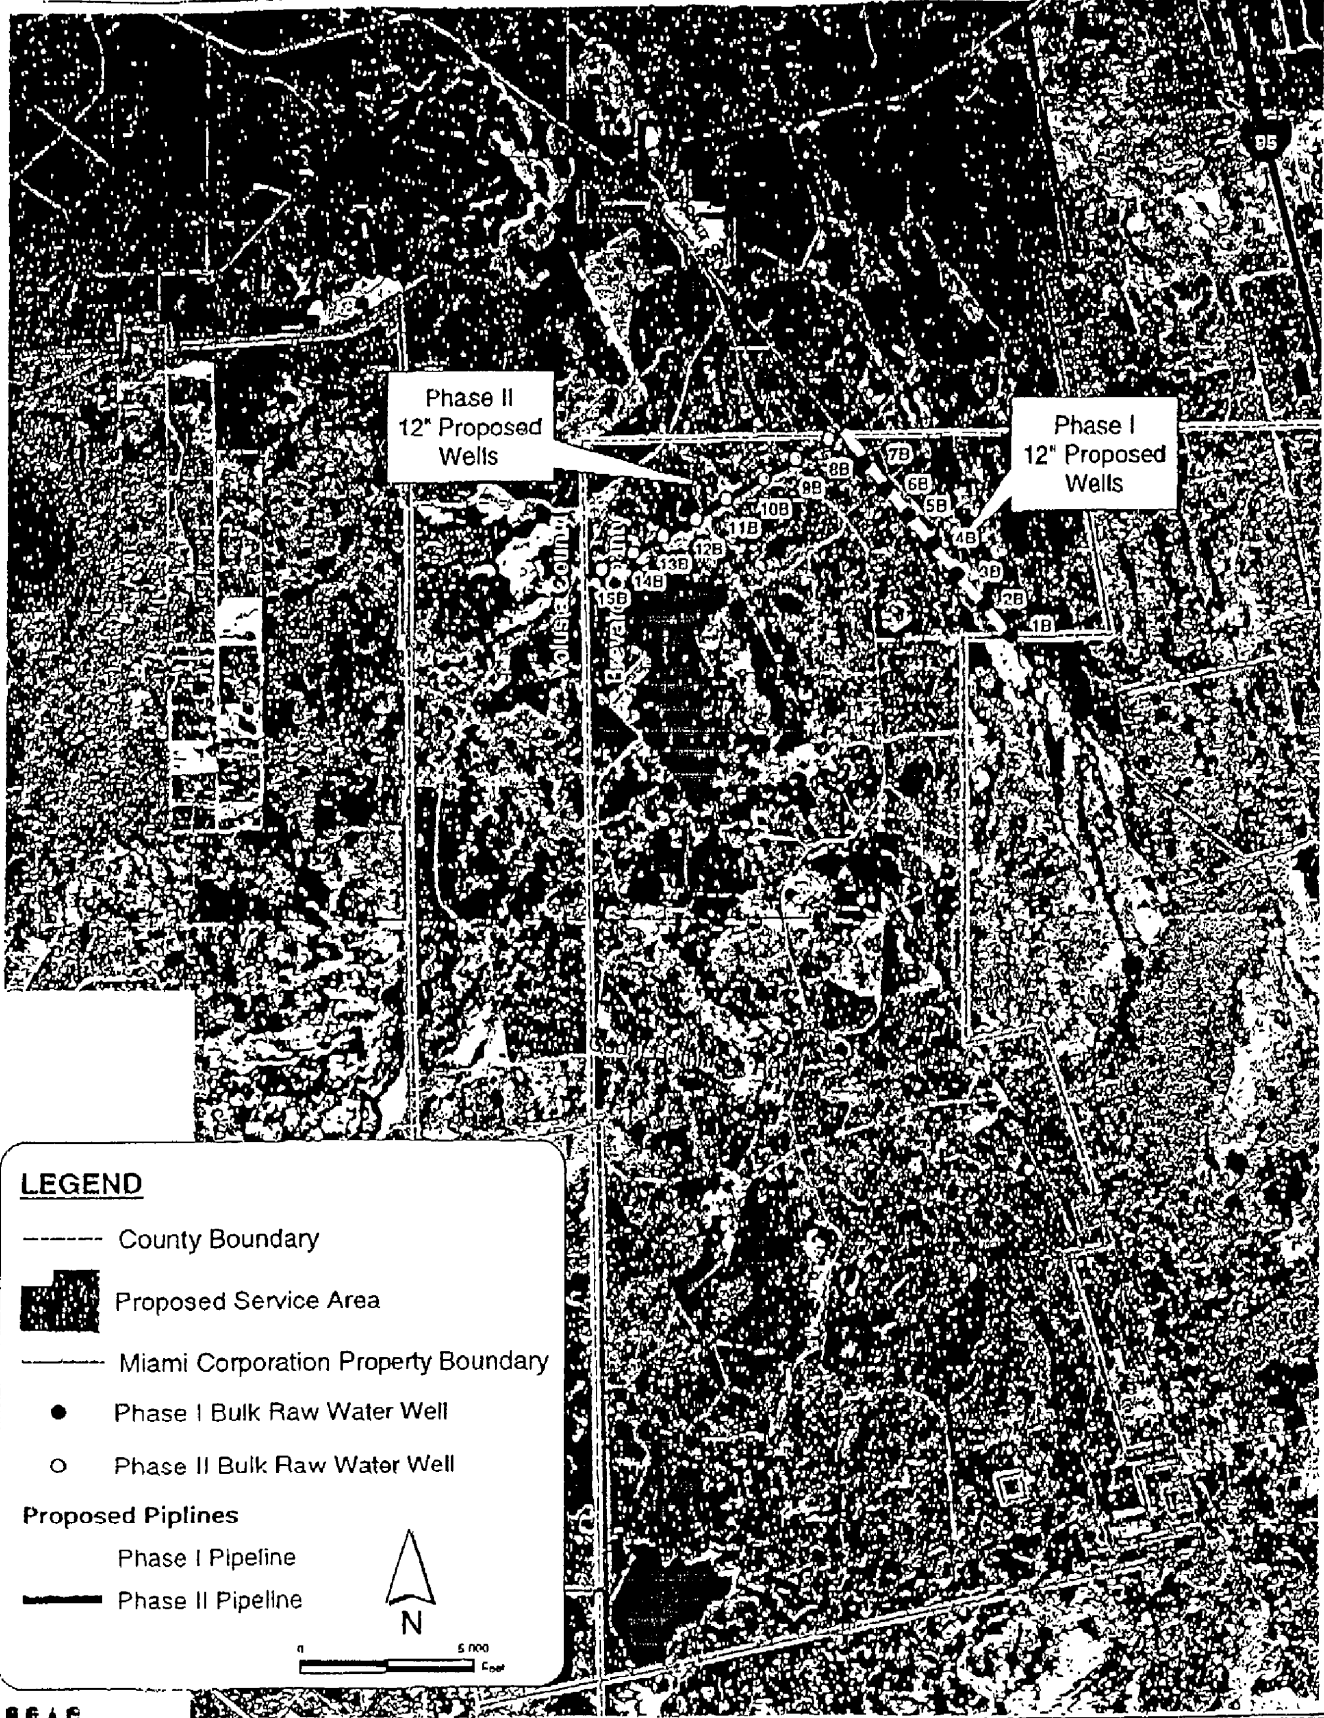 95
Phase II
12" Proposed
Wells
Phase I
12" Proposed
Wells
7B
8B
6B
9B
5B
10B
11B
4B
12B
13B
3B
14B
15B
2B
1B
Volusia County
Brevard County
LEGEND
County Boundary
Proposed Service Area
Miami Corporation Property Boundary
Phase I Bulk Raw Water Well
Phase II Bulk Raw Water Well
Proposed Piplines
Phase I Pipeline
Phase II Pipeline
N
0
5,000
Feet